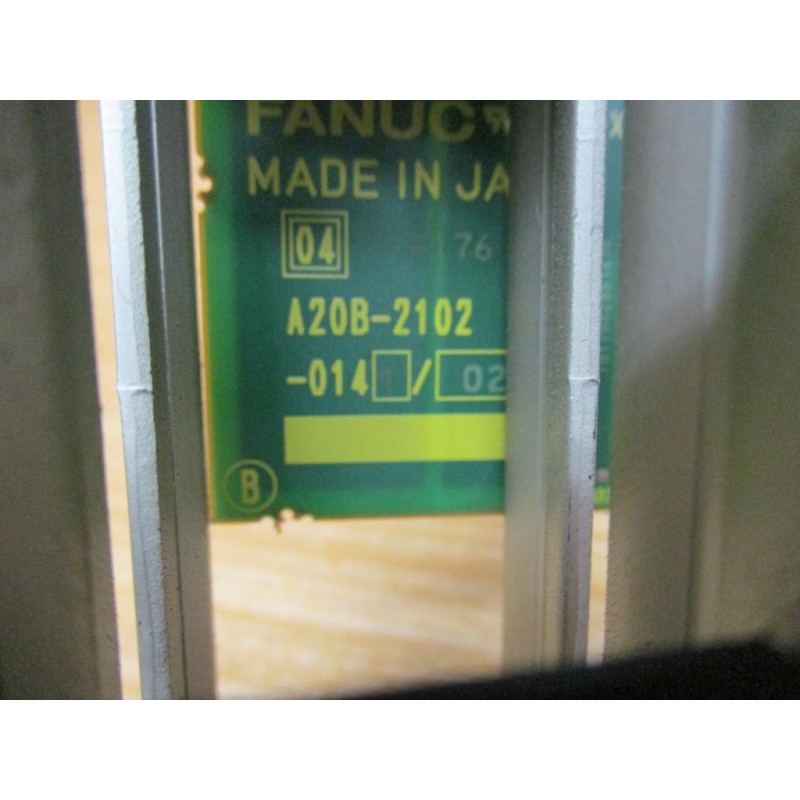 FANUC
MADE IN JA
04 76
A20B-2102
-014 / 02
B